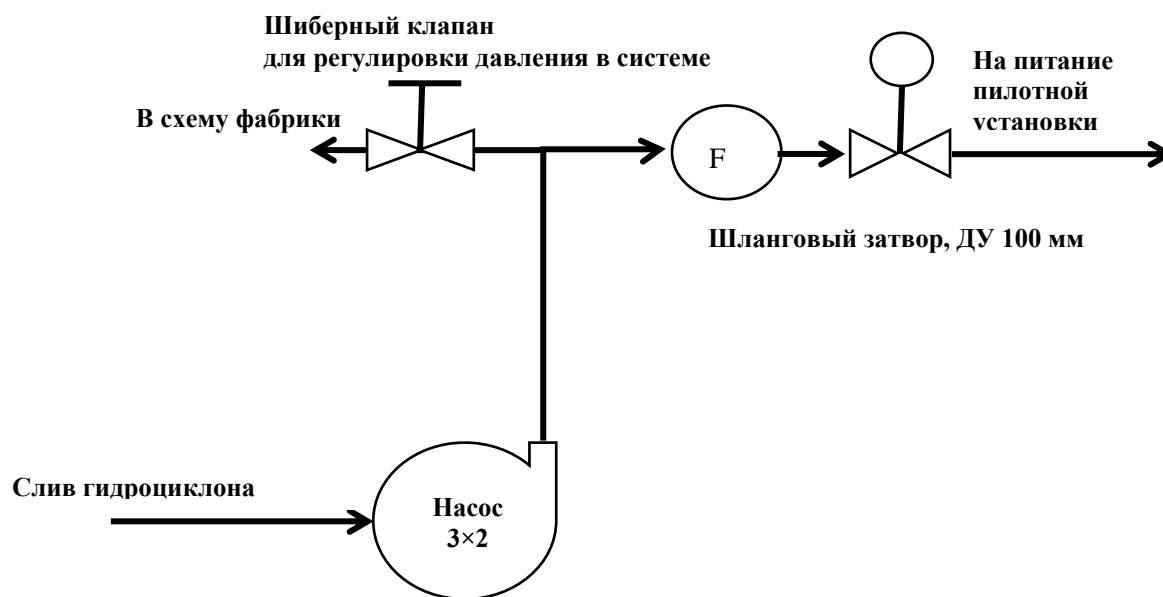 Шиберный клапан
для регулировки давления в системе
В схему фабрики
На питание
пилотной
установки
F
Шланговый затвор, ДУ 100 мм
Слив гидроциклона
Насос
3×2